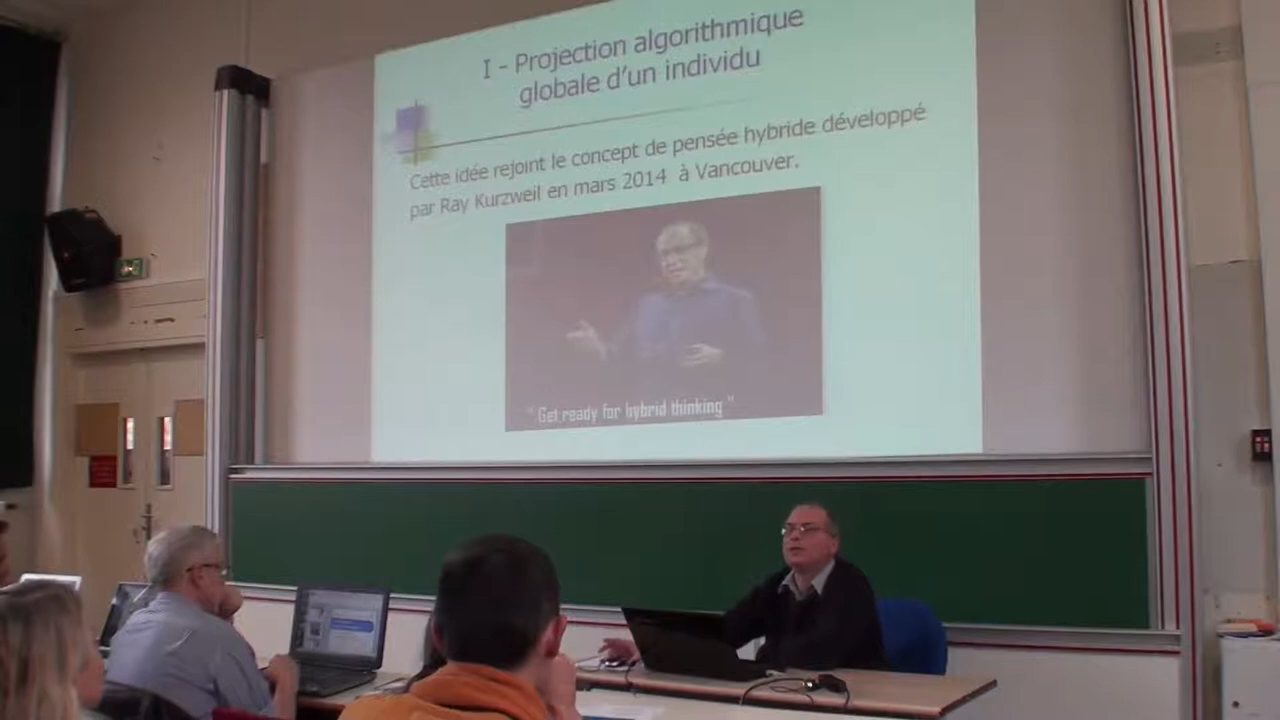 I - Projection algorithmique
globale d'un individu
Cette idée rejoint le concept de pensée hybride développé
par Ray Kurzweil en mars 2014 à Vancouver.
" Get ready for hybrid thinking "